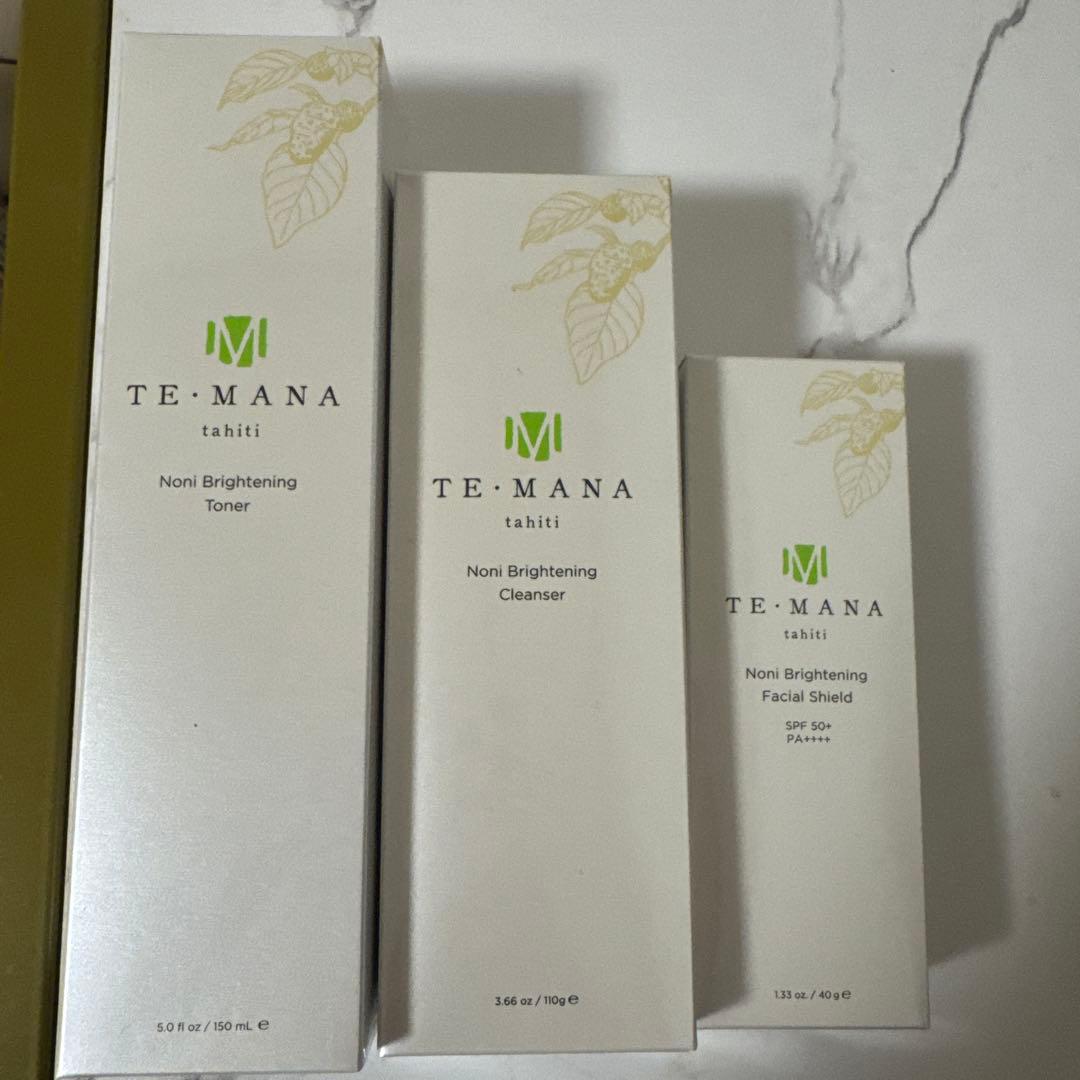 M
TE·MANA
tahiti
Noni Brightening
Toner
5.0 fl oz / 150 mL ℮
M
TE·MANA
tahiti
Noni Brightening
Cleanser
3.66 oz / 110g ℮
M
TE·MANA
tahiti
Noni Brightening
Facial Shield
SPF 50+
PA++++
1.33 oz. / 40 g ℮